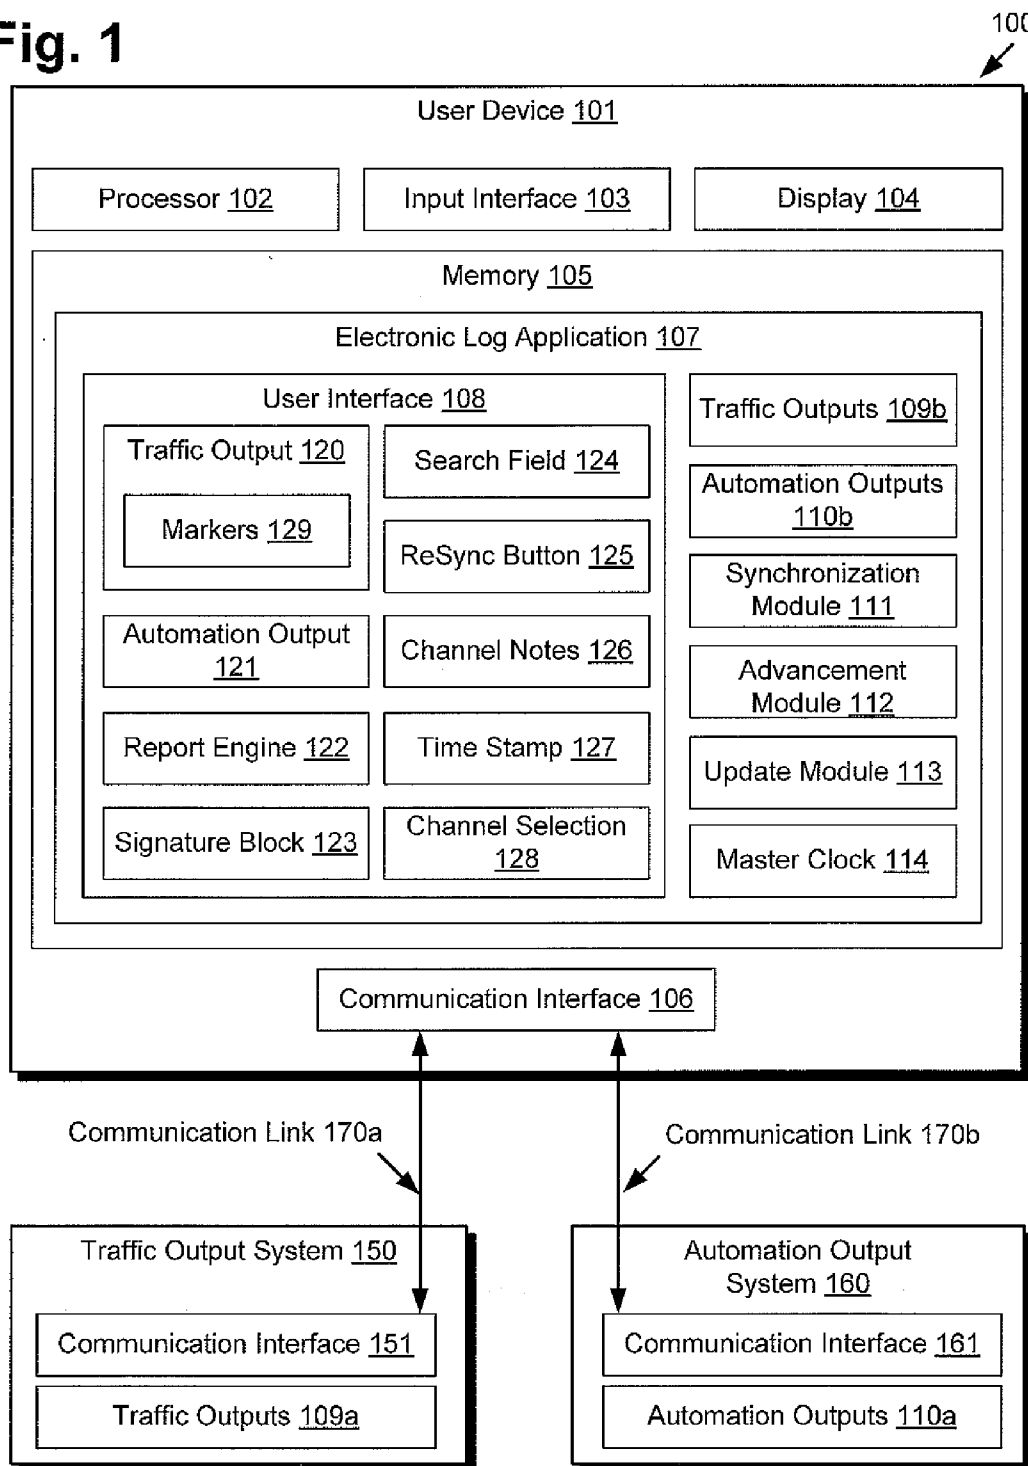 Fig. 1
100
User Device 101
Processor 102
Input Interface 103
Display 104
Memory 105
Electronic Log Application 107
User Interface 108
Traffic Output 120
Markers 129
Search Field 124
ReSync Button 125
Automation Output
121
Channel Notes 126
Report Engine 122
Time Stamp 127
Signature Block 123
Channel Selection
128
Traffic Outputs 109b
Automation Outputs
110b
Synchronization
Module 111
Advancement
Module 112
Update Module 113
Master Clock 114
Communication Interface 106
Communication Link 170a
Communication Link 170b
Traffic Output System 150
Communication Interface 151
Traffic Outputs 109a
Automation Output
System 160
Communication Interface 161
Automation Outputs 110a